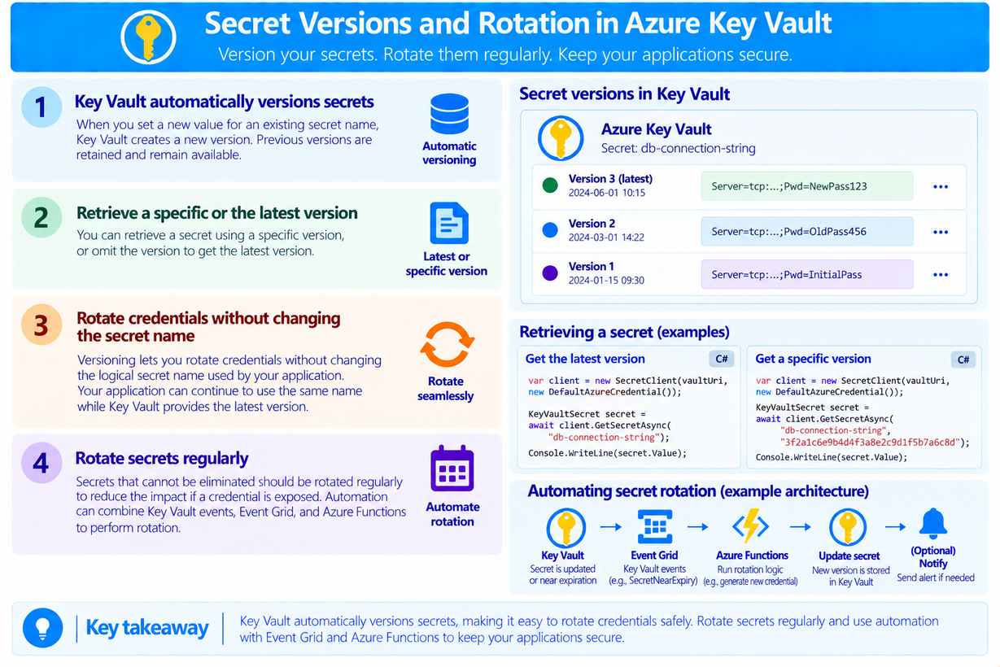 Secret Versions and Rotation in Azure Key Vault
Version your secrets. Rotate them regularly. Keep your applications secure.
1
Key Vault automatically versions secrets
When you set a new value for an existing secret name,
Key Vault creates a new version. Previous versions are
retained and remain available.
Automatic
versioning
2
Retrieve a specific or the latest version
You can retrieve a secret using a specific version,
or omit the version to get the latest version.
Latest or
specific version
3
Rotate credentials without changing
the secret name
Versioning lets you rotate credentials without changing
the logical secret name used by your application.
Your application can continue to use the same name
while Key Vault provides the latest version.
Rotate
seamlessly
4
Rotate secrets regularly
Secrets that cannot be eliminated should be rotated regularly
to reduce the impact if a credential is exposed. Automation
can combine Key Vault events, Event Grid, and Azure Functions
to perform rotation.
Automate
rotation
Secret versions in Key Vault
Azure Key Vault
Secret: db-connection-string
Version 3 (latest)
2024-06-01 10:15
Server=tcp:...;Pwd=NewPass123
Version 2
2024-03-01 14:22
Server=tcp:...;Pwd=OldPass456
Version 1
2024-01-15 09:30
Server=tcp:...;Pwd=InitialPass
Retrieving a secret (examples)
Get the latest version
C#
var client = new SecretClient(vaultUri,
new DefaultAzureCredential());
KeyVaultSecret secret =
await client.GetSecretAsync(
"db-connection-string");
Console.WriteLine(secret.Value);
Get a specific version
C#
var client = new SecretClient(vaultUri,
new DefaultAzureCredential());
KeyVaultSecret secret =
await client.GetSecretAsync(
"db-connection-string",
"3f2a1c6e9b4d4f3a8e2c9d1f5b7a6c8d");
Console.WriteLine(secret.Value);
Automating secret rotation (example architecture)
Key Vault
Secret is updated
or near expiration
Event Grid
Key Vault events
(e.g., SecretNearExpiry)
Azure Functions
Run rotation logic
(e.g., generate new credential)
Update secret
New version is stored
in Key Vault
(Optional)
Notify
Send alert if needed
Key takeaway
Key Vault automatically versions secrets, making it easy to rotate credentials safely. Rotate secrets regularly and use automation
with Event Grid and Azure Functions to keep your applications secure.